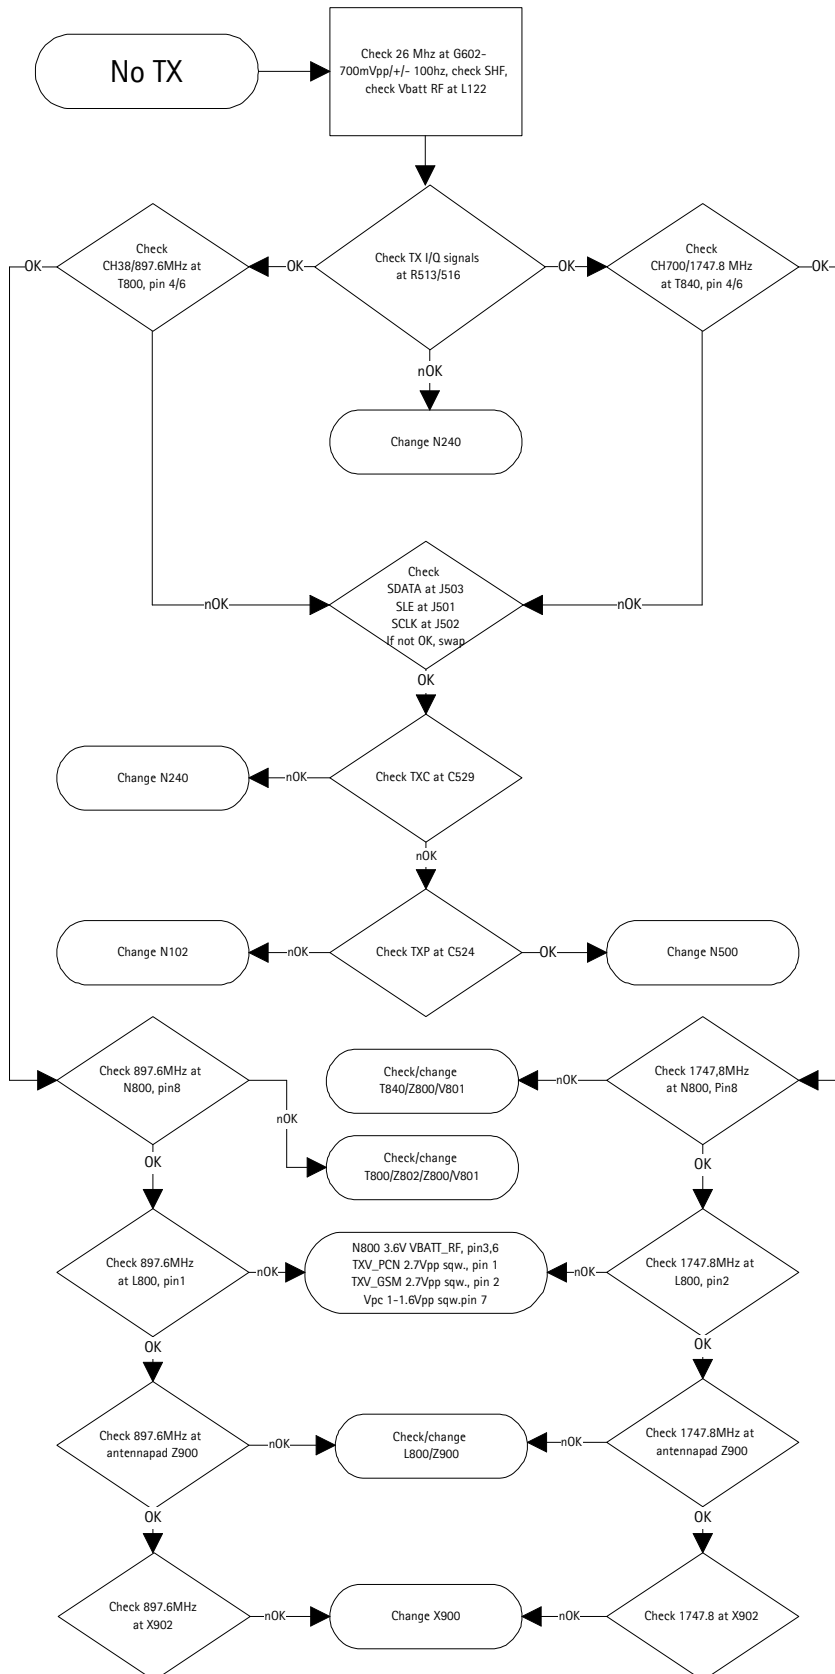 No TX
Check 26 Mhz at G602-
700mVpp/+/- 100hz, check SHF,
check Vbatt RF at L122
Check
CH38/897.6MHz at
T800, pin 4/6
Check TX I/Q signals
at R513/516
Check
CH700/1747.8 MHz
at T840, pin 4/6
OK
OK
OK
OK
nOK
Change N240
Check
SDATA at J503
SLE at J501
SCLK at J502
If not OK, swap
nOK
nOK
OK
Change N240
nOK
Check TXC at C529
nOK
Change N102
nOK
Check TXP at C524
OK
Change N500
Check 897.6MHz at
N800, pin8
Check/change
T840/Z800/V801
nOK
Check 1747,8MHz
at N800, Pin8
nOK
OK
Check/change
T800/Z802/Z800/V801
OK
Check 897.6MHz
at L800, pin1
nOK
N800 3.6V VBATT_RF, pin3,6
TXV_PCN 2.7Vpp sqw., pin 1
TXV_GSM 2.7Vpp sqw., pin 2
Vpc 1-1.6Vpp sqw.pin 7
nOK
Check 1747.8MHz at
L800, pin2
OK
OK
Check 897.6MHz at
antennapad Z900
nOK
Check/change
L800/Z900
nOK
Check 1747.8MHz at
antennapad Z900
OK
OK
Check 897.6MHz
at X902
nOK
Change X900
nOK
Check 1747.8 at X902